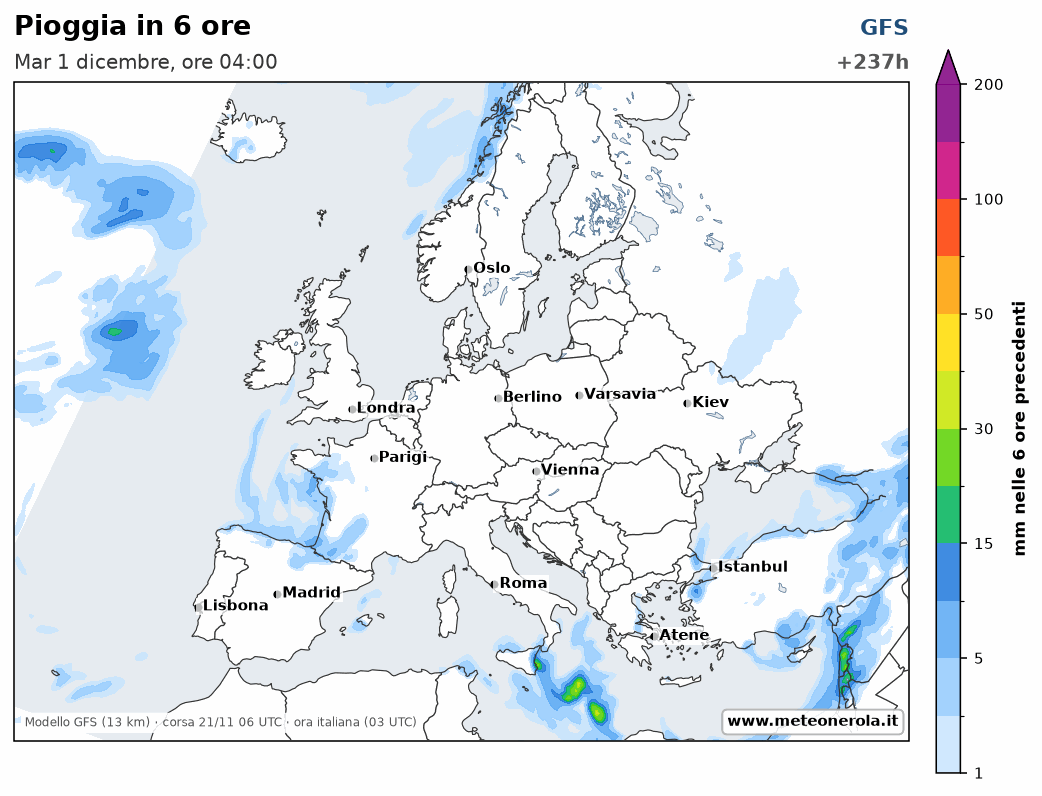 Pioggia in 6 ore
GFS
Mar 1 dicembre, ore 04:00
+237h
200
100
50
30
15
5
1
mm nelle 6 ore precedenti
Oslo
Berlino
Varsavia
Kiev
Londra
Parigi
Vienna
Istanbul
Roma
Madrid
Lisbona
Atene
Modello GFS (13 km) · corsa 21/11 06 UTC · ora italiana (03 UTC)
www.meteonerola.it